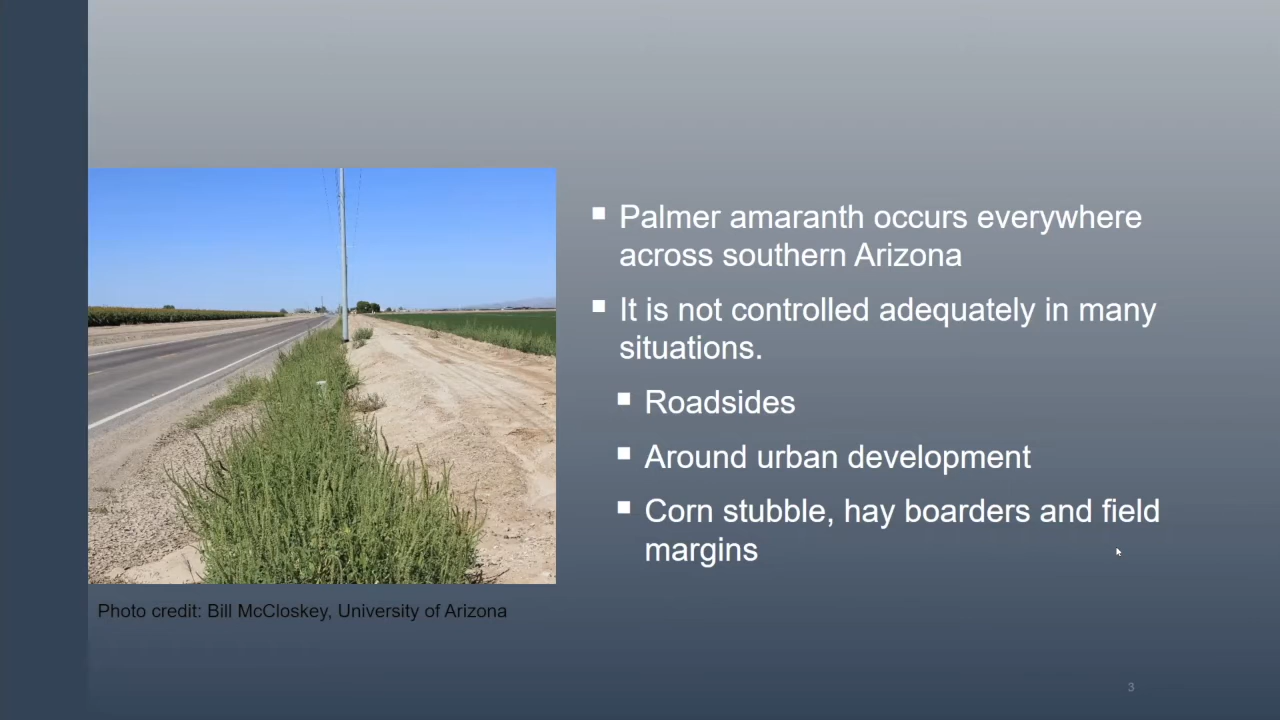 Palmer amaranth occurs everywhere
across southern Arizona
It is not controlled adequately in many
situations.
Roadsides
Around urban development
Corn stubble, hay boarders and field
margins
Photo credit: Bill McCloskey, University of Arizona
3